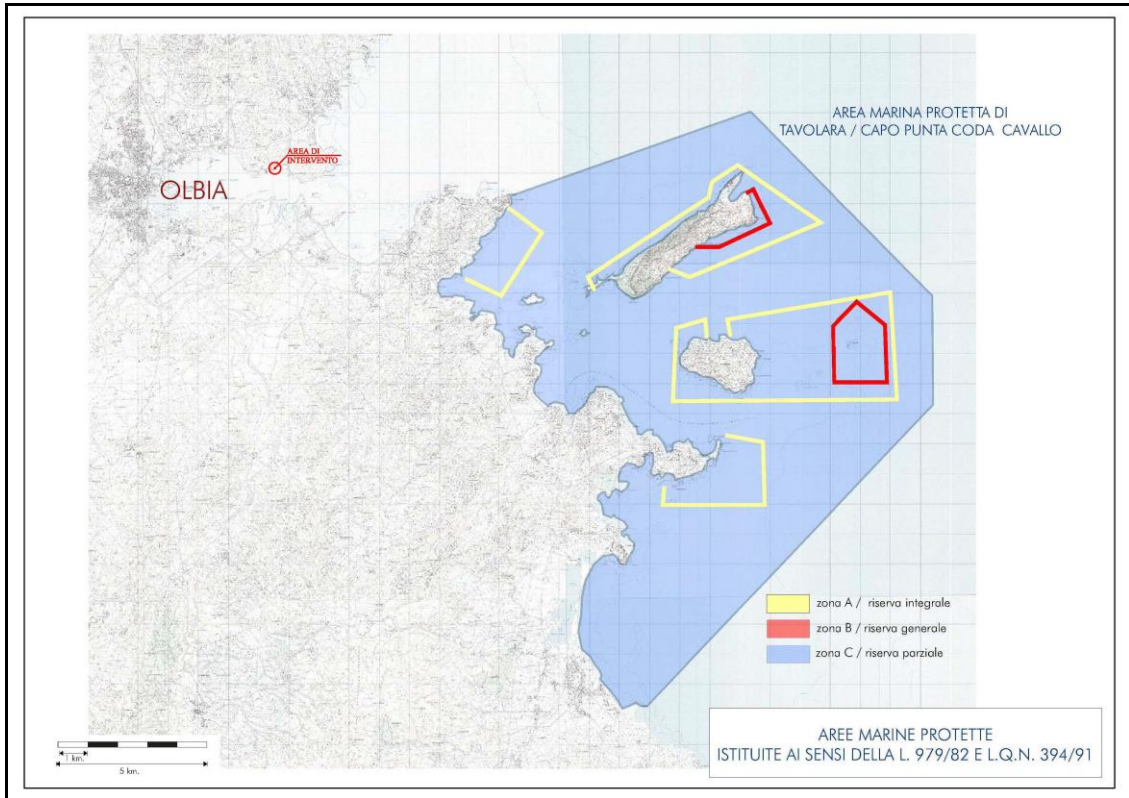 AREA MARINA PROTETTA DI
TAVOLARA / CAPO PUNTA CODA CAVALLO
AREA DI
INTERVENTO
OLBIA
zona A / riserva integrale
zona B / riserva generale
zona C / riserva parziale
1 km.
5 km.
AREE MARINE PROTETTE
ISTITUITE AI SENSI DELLA L. 979/82 E L.Q.N. 394/91